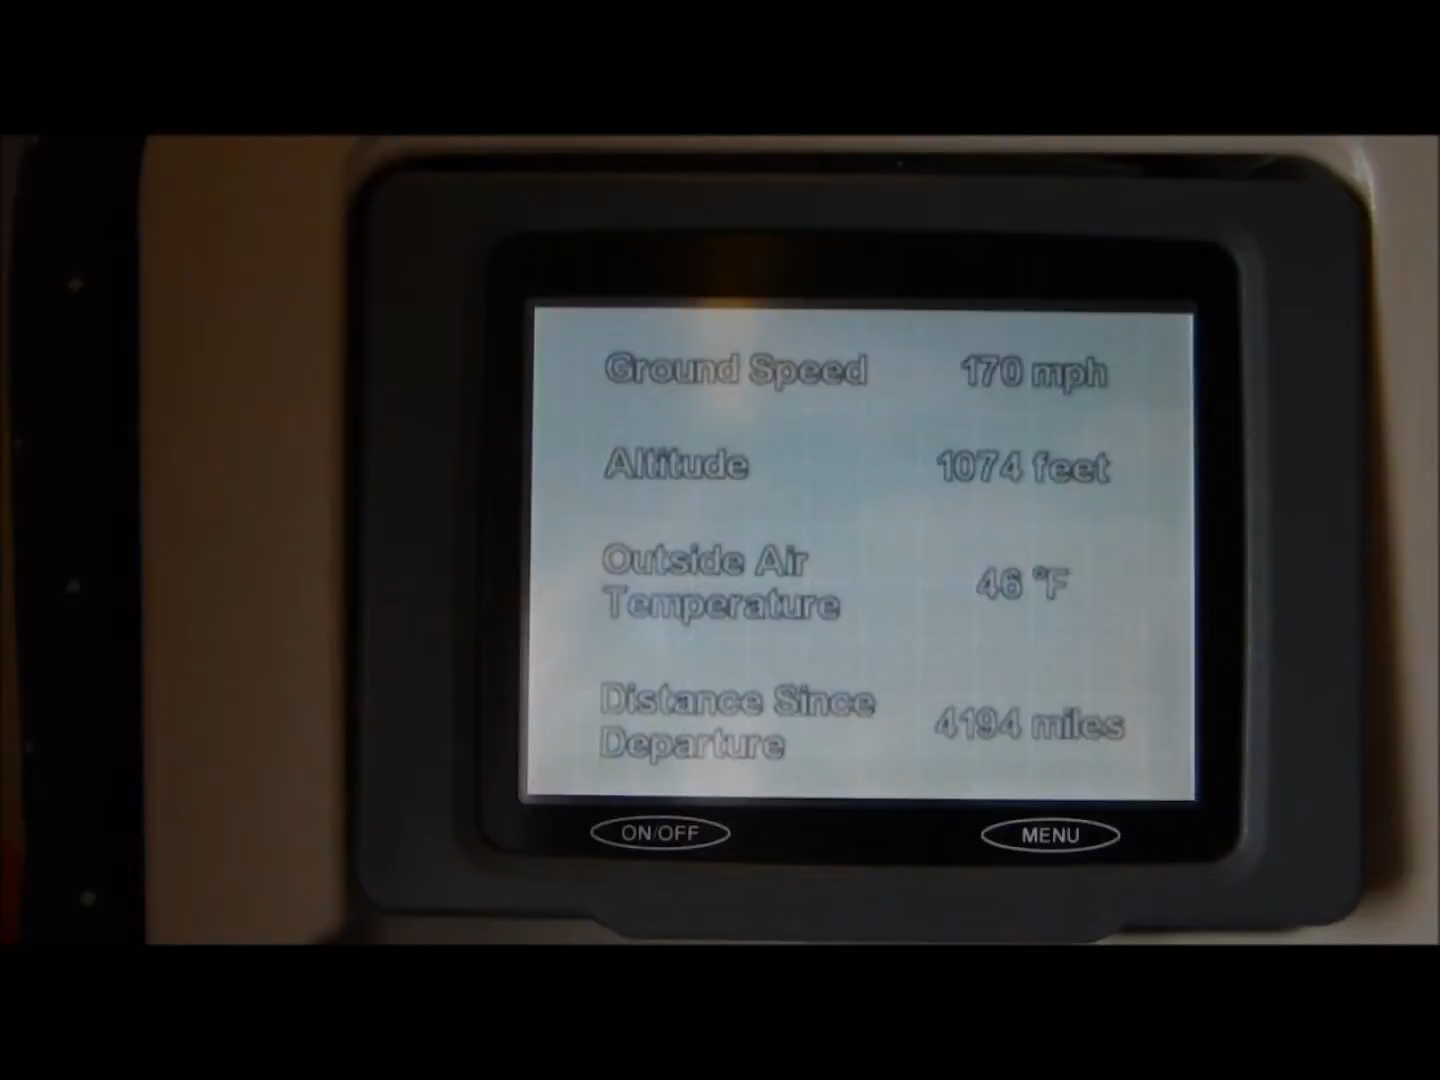 Ground Speed 170 mph
Altitude 1074 feet
Outside Air
Temperature 46 °F
Distance Since
Departure 4194 miles
ON/OFF MENU